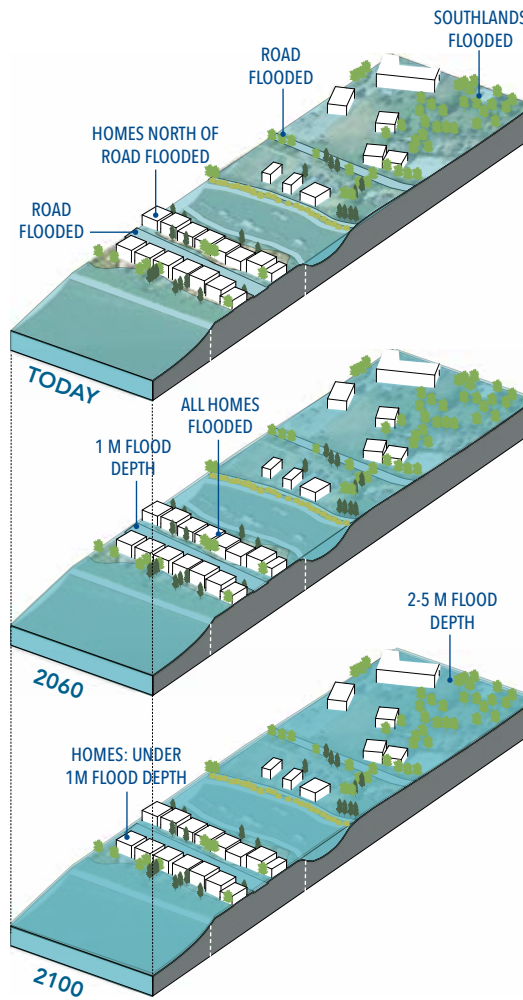 SOUTHLANDS
FLOODED
ROAD
FLOODED
HOMES NORTH OF
ROAD FLOODED
ROAD
FLOODED
TODAY
ALL HOMES
FLOODED
1 M FLOOD
DEPTH
2060
2-5 M FLOOD
DEPTH
HOMES: UNDER
1M FLOOD DEPTH
2100